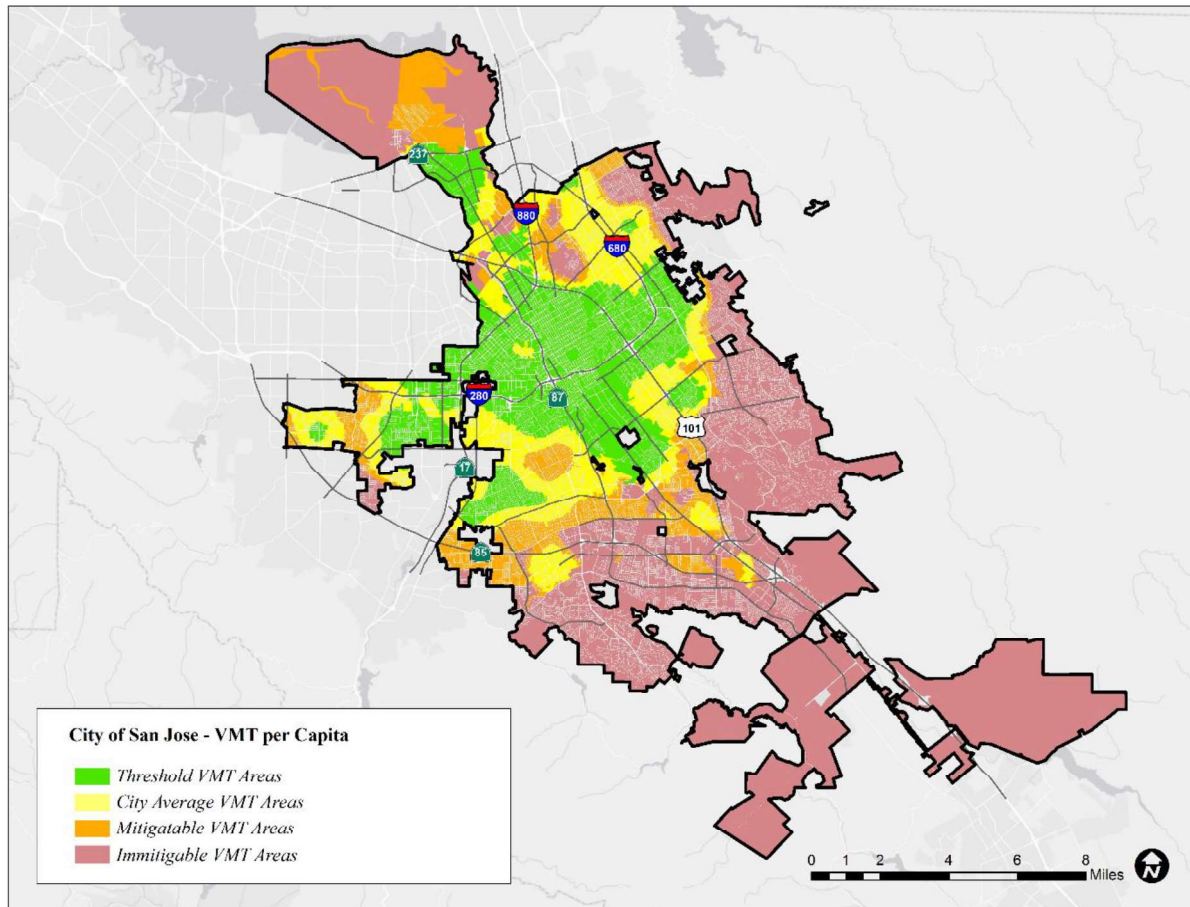 237
880
680
280
87
101
17
85
City of San Jose - VMT per Capita
Threshold VMT Areas
City Average VMT Areas
Mitigatable VMT Areas
Immitigable VMT Areas
0 1 2 4 6 8
Miles
N